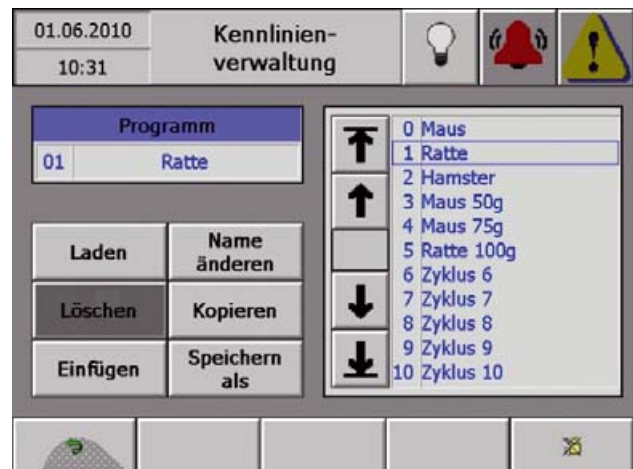 01.06.2010
10:31
Kennlinien-
verwaltung
Programm
01 Ratte
Laden
Name
änderen
Löschen
Kopieren
Einfügen
Speichern
als
0 Maus
1 Ratte
2 Hamster
3 Maus 50g
4 Maus 75g
5 Ratte 100g
6 Zyklus 6
7 Zyklus 7
8 Zyklus 8
9 Zyklus 9
10 Zyklus 10